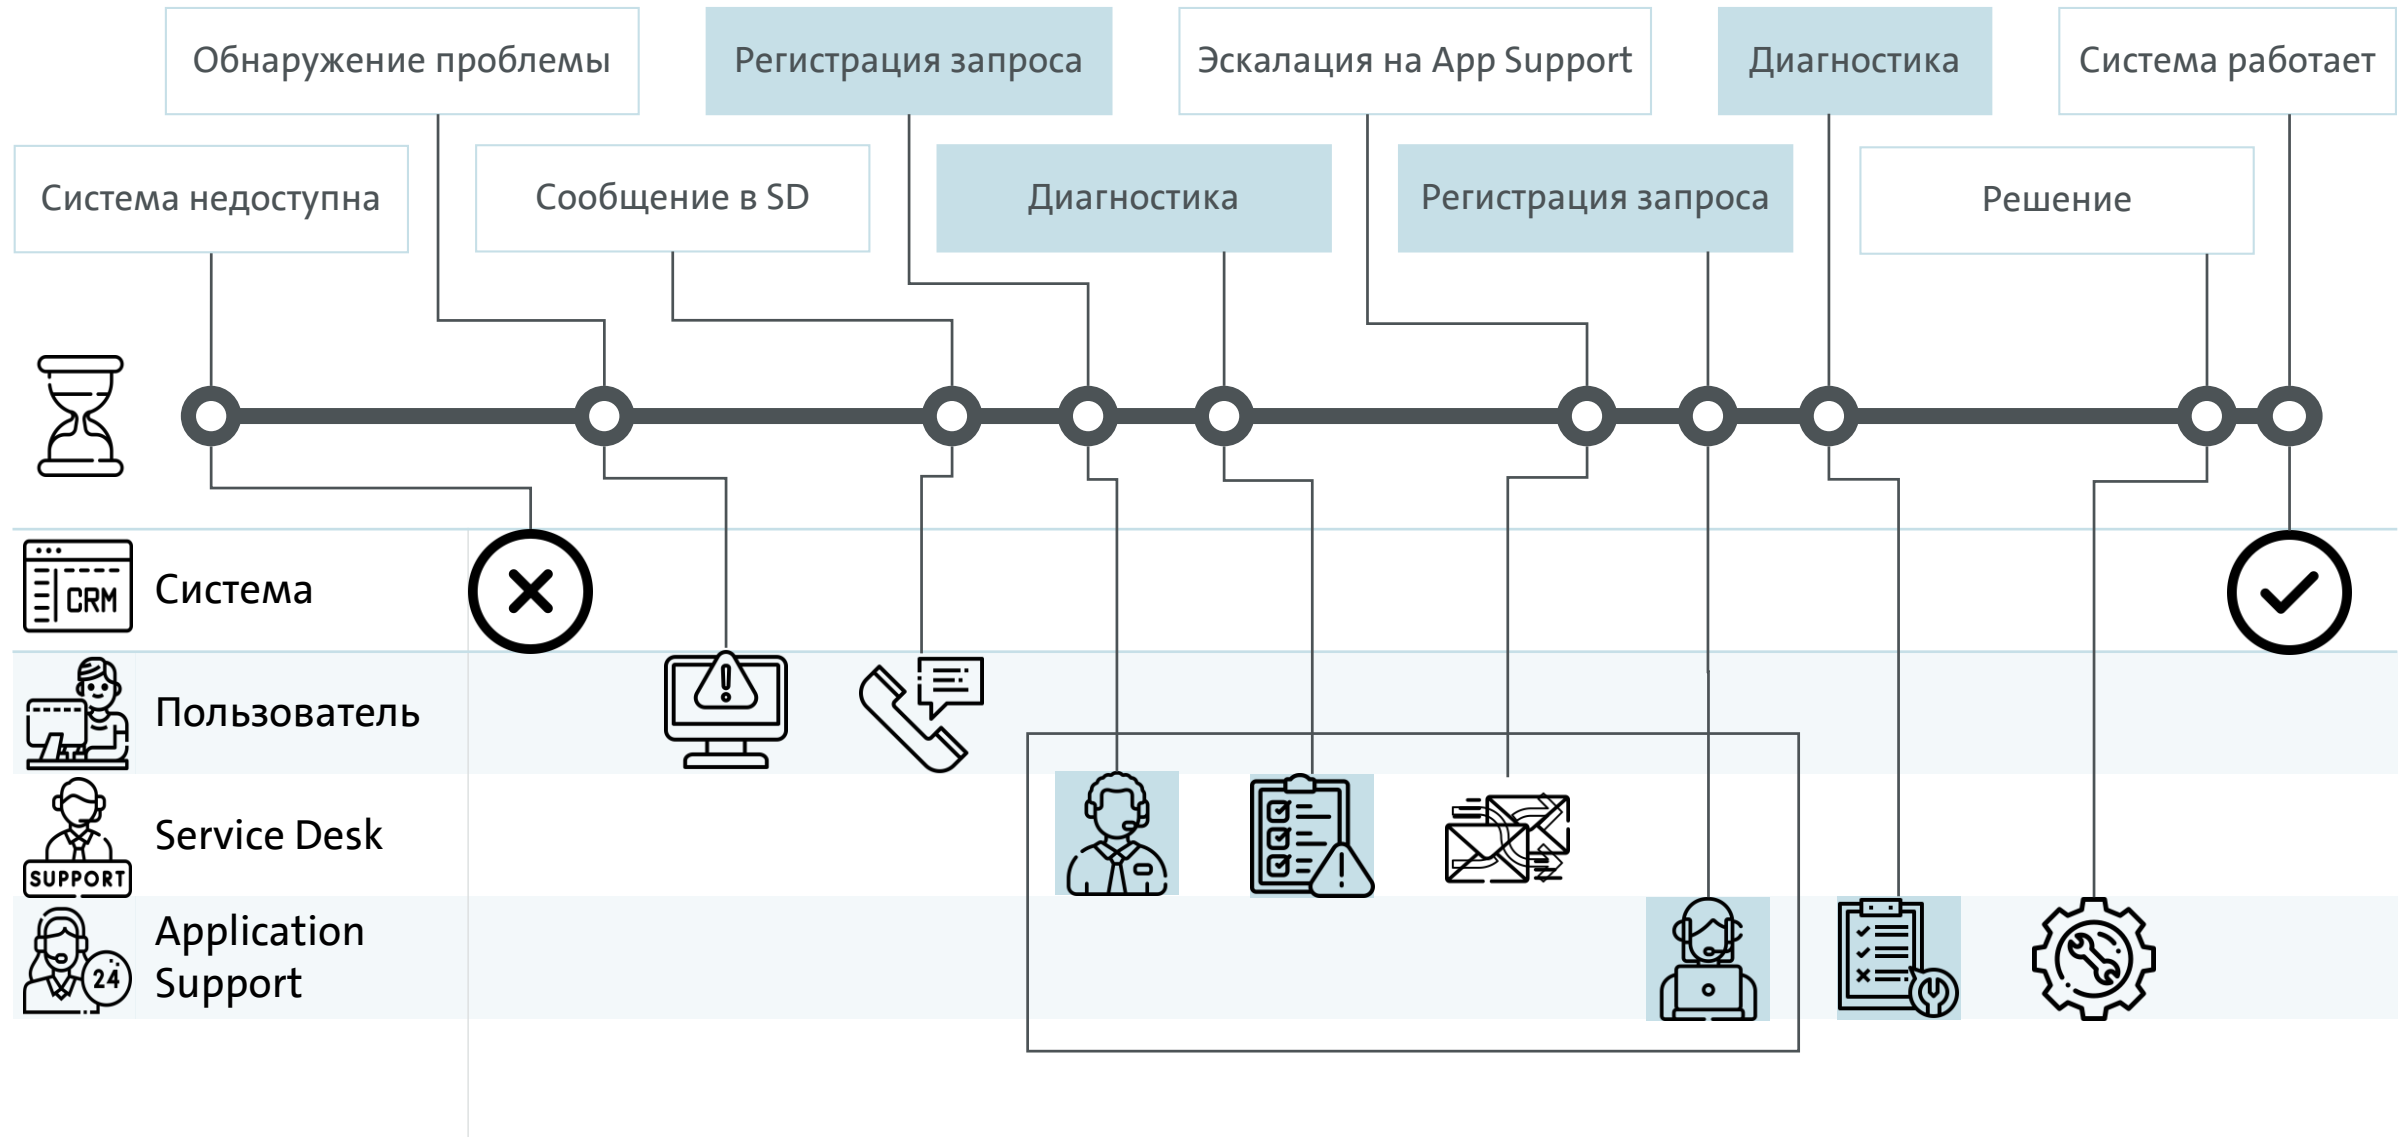 Обнаружение проблемы
Регистрация запроса
Эскалация на App Support
Диагностика
Система работает
Система недоступна
Сообщение в SD
Диагностика
Регистрация запроса
Решение
CRM
Система
Пользователь
SUPPORT
Service Desk
24
Application
Support